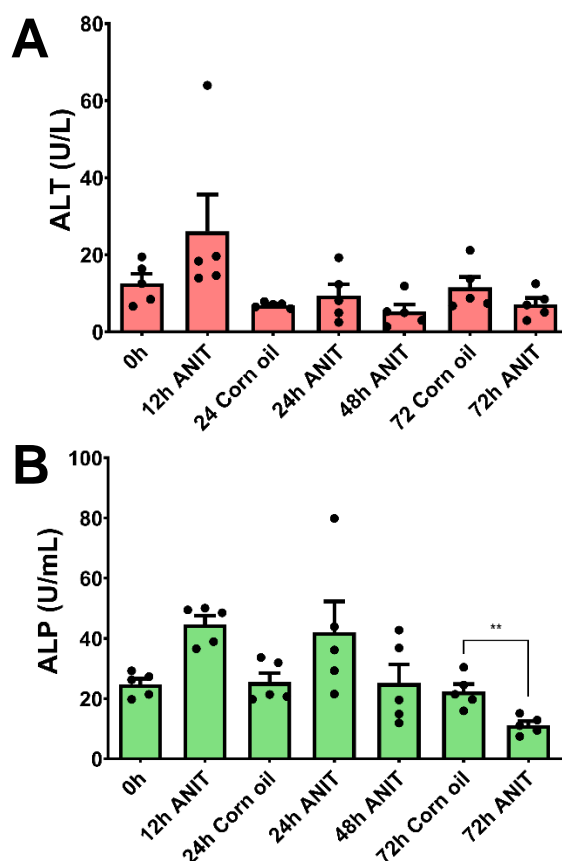 A
ALT (U/L)
80
60
40
20
0
0h
12h ANIT
24 Corn oil
24h ANIT
48h ANIT
72 Corn oil
72h ANIT
B
ALP (U/mL)
100
80
60
40
20
0
**
0h
12h ANIT
24h Corn oil
24h ANIT
48h ANIT
72h Corn oil
72h ANIT